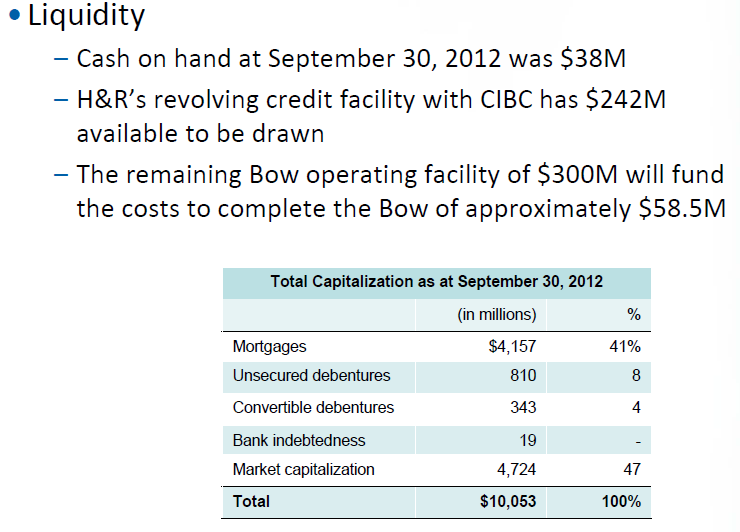 • Liquidity
– Cash on hand at September 30, 2012 was $38M
– H&R’s revolving credit facility with CIBC has $242M
available to be drawn
– The remaining Bow operating facility of $300M will fund
the costs to complete the Bow of approximately $58.5M
Total Capitalization as at September 30, 2012
(in millions) %
Mortgages $4,157 41%
Unsecured debentures 810 8
Convertible debentures 343 4
Bank indebtedness 19 -
Market capitalization 4,724 47
Total $10,053 100%